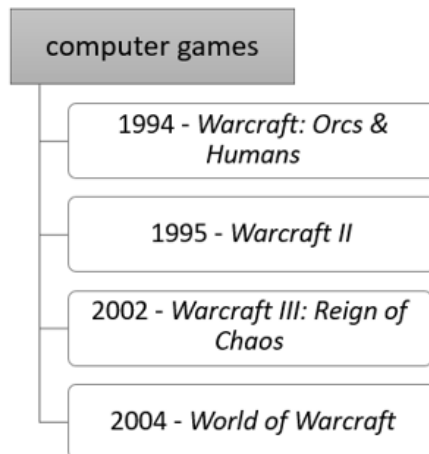 computer games
1994 - Warcraft: Orcs &
Humans
1995 - Warcraft II
2002 - Warcraft III: Reign of
Chaos
2004 - World of Warcraft